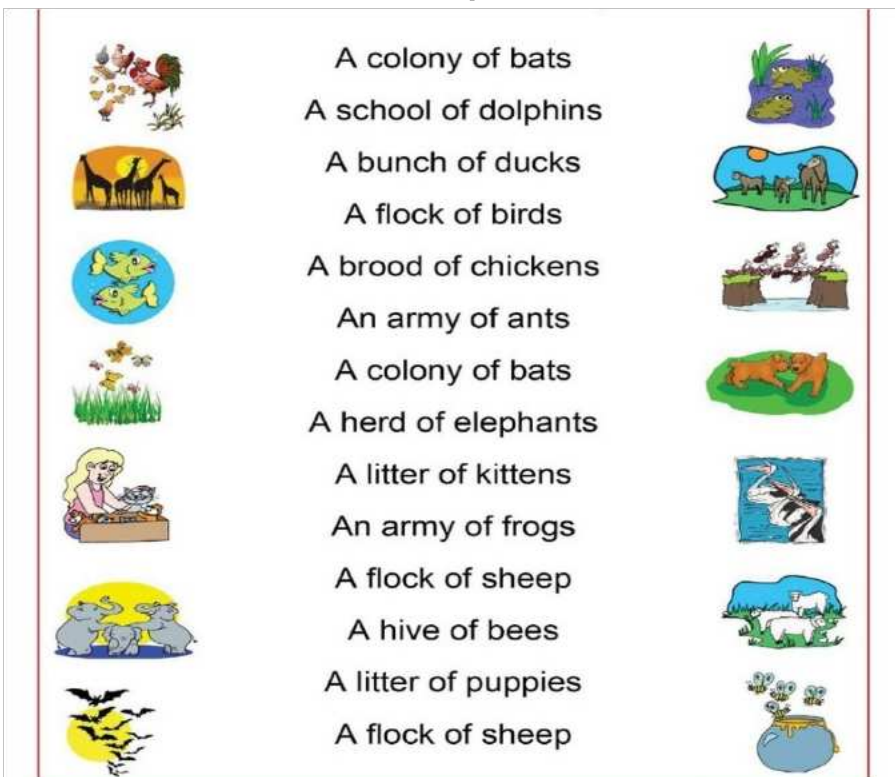 A colony of bats
A school of dolphins
A bunch of ducks
A flock of birds
A brood of chickens
An army of ants
A colony of bats
A herd of elephants
A litter of kittens
An army of frogs
A flock of sheep
A hive of bees
A litter of puppies
A flock of sheep